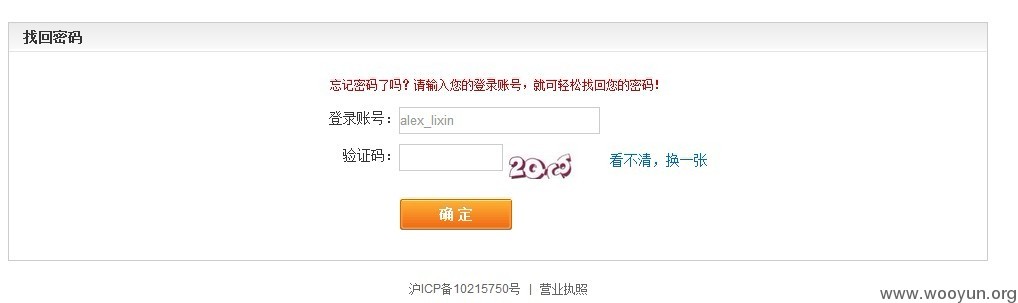 找回密码
忘记密码了吗？请输入您的登录账号，就可轻松找回您的密码！
登录账号： alex_lixin
验证码： 看不清，换一张
确 定
沪ICP备10215750号 | 营业执照
www.wooyun.org